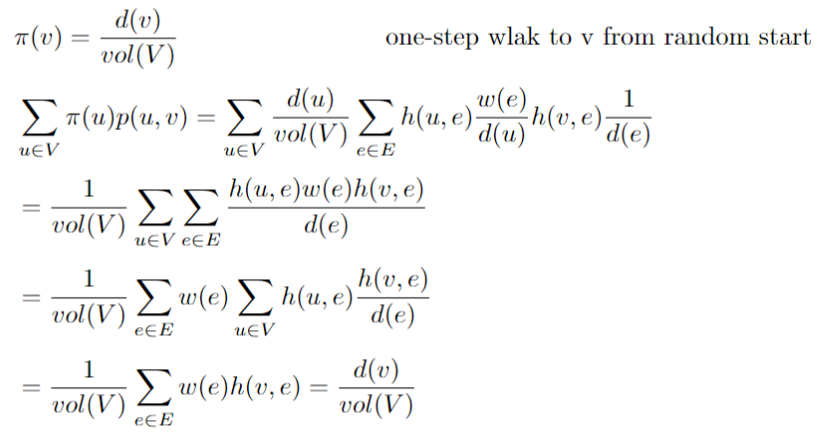 π(v) = d(v)/vol(V) one-step wlak to v from random start
∑_{u∈V} π(u)p(u, v) = ∑_{u∈V} d(u)/vol(V) ∑_{e∈E} h(u, e) w(e)/d(u) h(v, e) 1/d(e)
= 1/vol(V) ∑_{u∈V} ∑_{e∈E} h(u, e)w(e)h(v, e)/d(e)
= 1/vol(V) ∑_{e∈E} w(e) ∑_{u∈V} h(u, e) h(v, e)/d(e)
= 1/vol(V) ∑_{e∈E} w(e)h(v, e) = d(v)/vol(V)